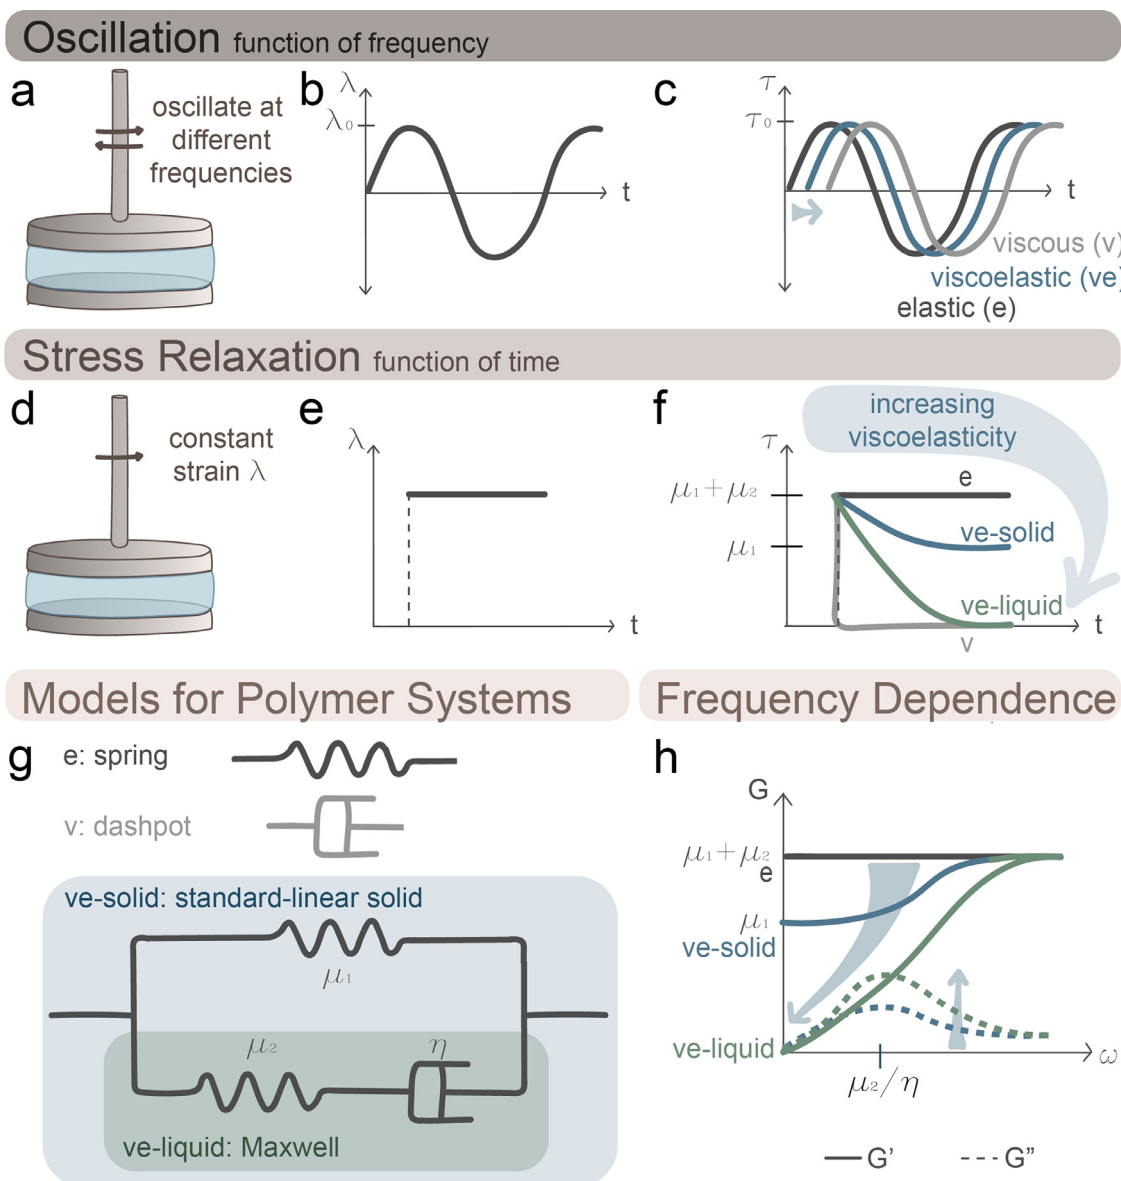 Oscillation function of frequency
a
oscillate at
different
frequencies
b
λ
λ₀
t
c
τ
τ₀
t
viscous (v)
viscoelastic (ve)
elastic (e)
Stress Relaxation function of time
d
constant
strain λ
e
λ
t
f
increasing
viscoelasticity
τ
μ₁+μ₂
e
μ₁
ve-solid
ve-liquid
v
t
Models for Polymer Systems
g
e: spring
v: dashpot
ve-solid: standard-linear solid
μ₁
μ₂
η
ve-liquid: Maxwell
Frequency Dependence
h
G
μ₁+μ₂
e
μ₁
ve-solid
ve-liquid
ω
μ₂/η
G' G"